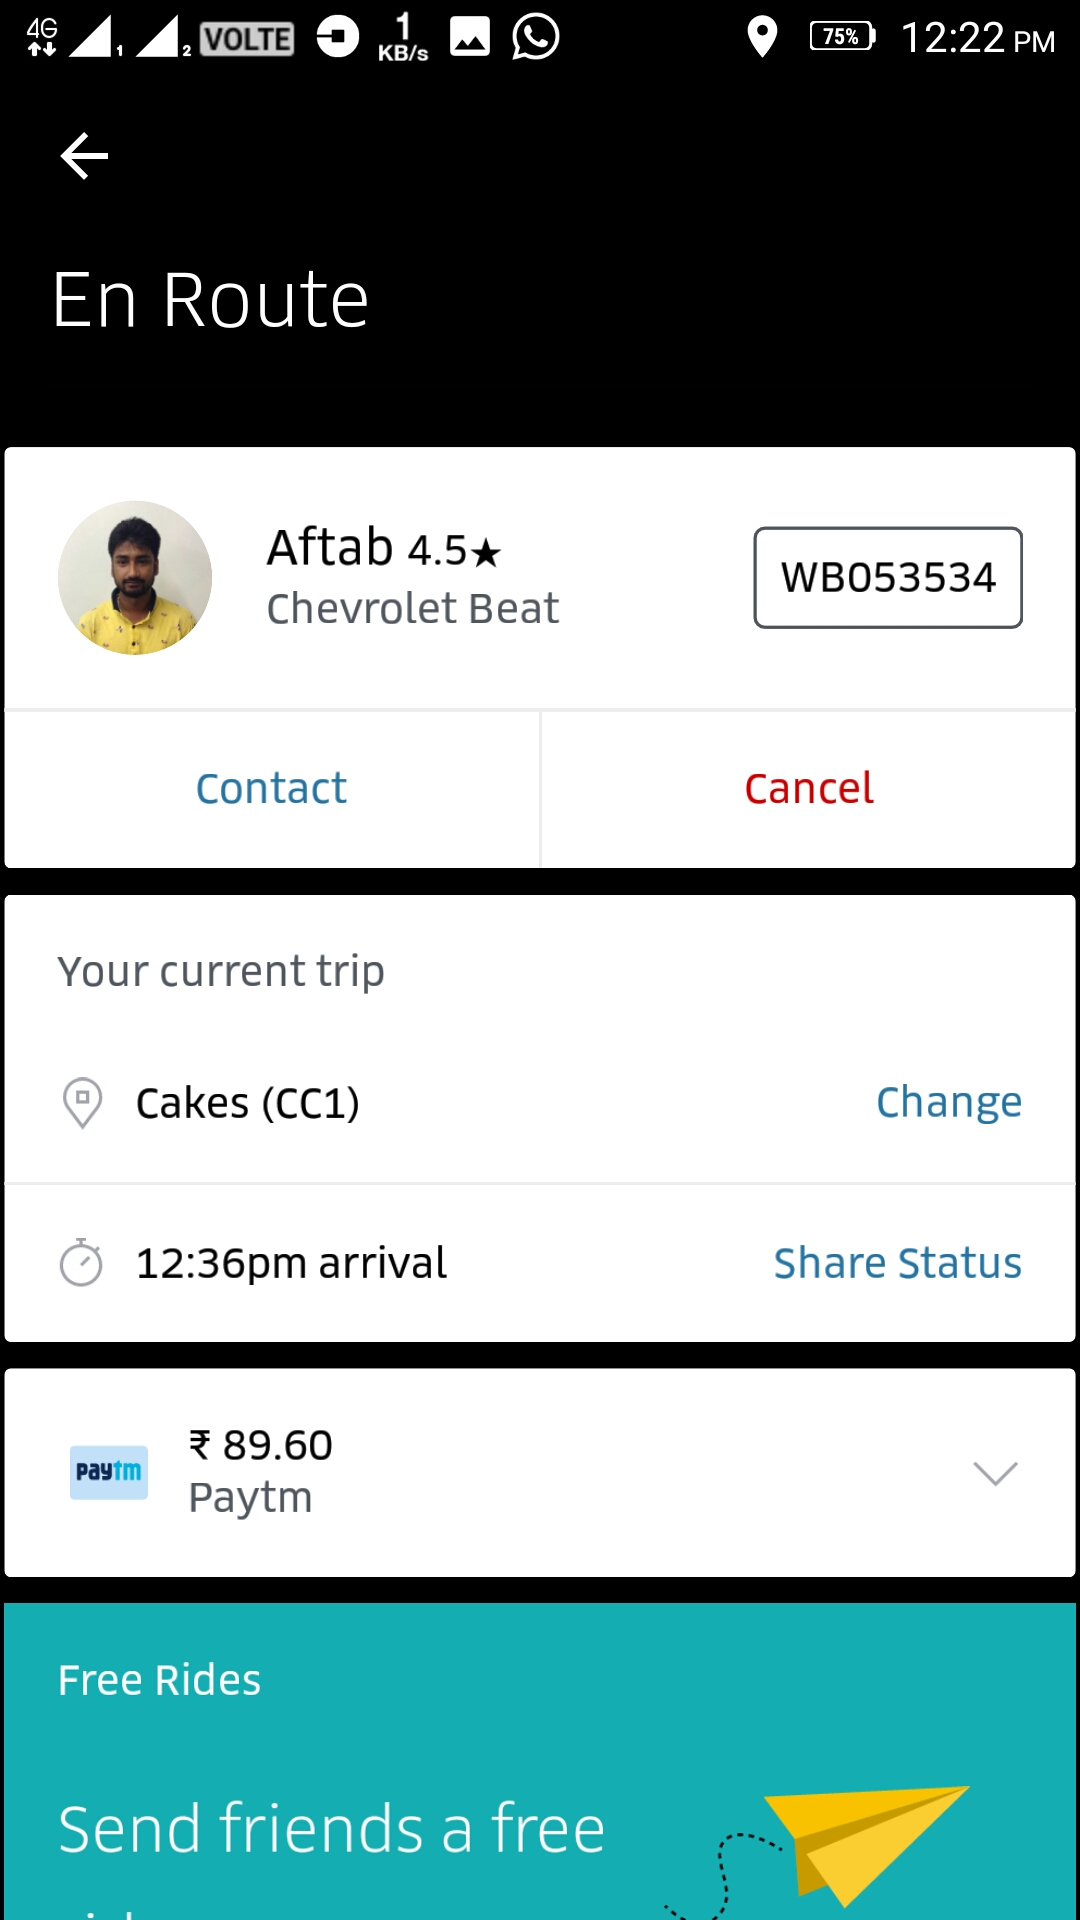 4G 1 2 VOLTE 1 KB/s 75% 12:22 PM
En Route
Aftab 4.5★
Chevrolet Beat
WB053534
Contact
Cancel
Your current trip
Cakes (CC1)
Change
12:36pm arrival
Share Status
paytm
₹ 89.60
Paytm
Free Rides
Send friends a free